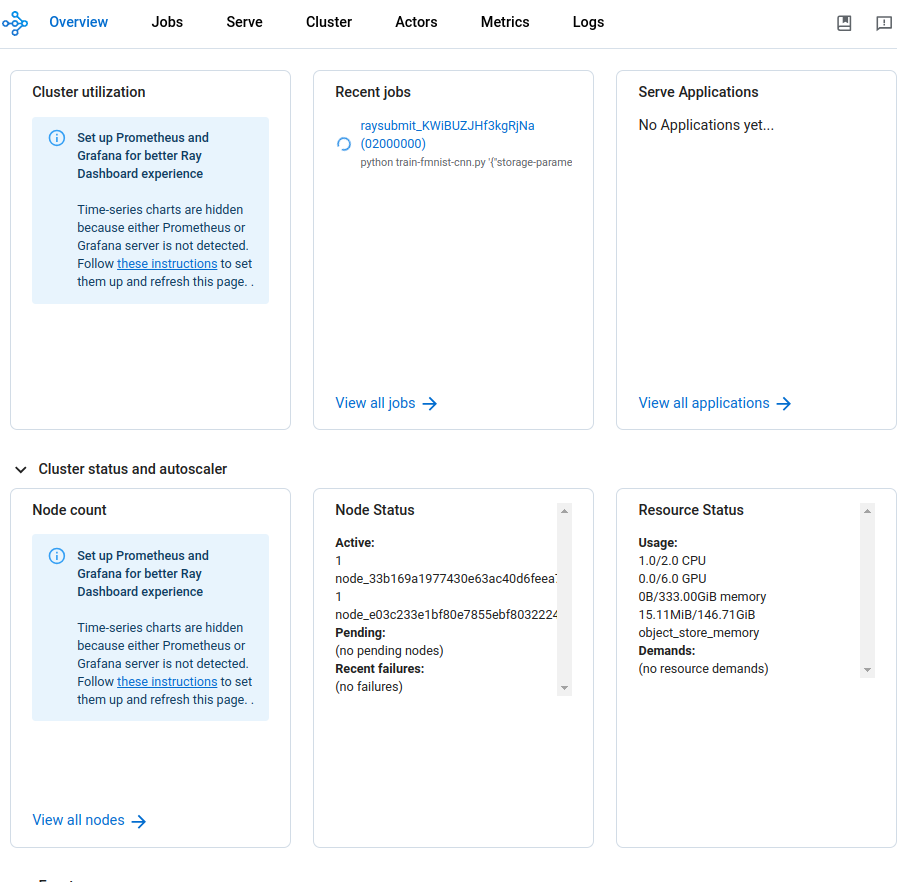 Overview Jobs Serve Cluster Actors Metrics Logs
Cluster utilization
Set up Prometheus and
Grafana for better Ray
Dashboard experience
Time-series charts are hidden
because either Prometheus or
Grafana server is not detected.
Follow these instructions to set
them up and refresh this page. .
Recent jobs
raysubmit_KWiBUZJHf3kgRjNa
(02000000)
python train-fmnist-cnn.py '{"storage-parame
View all jobs
Serve Applications
No Applications yet...
View all applications
Cluster status and autoscaler
Node count
Set up Prometheus and
Grafana for better Ray
Dashboard experience
Time-series charts are hidden
because either Prometheus or
Grafana server is not detected.
Follow these instructions to set
them up and refresh this page. .
View all nodes
Node Status
Active:
1
node_33b169a1977430e63ac40d6feea7
1
node_e03c233e1bf80e7855ebf8032224
Pending:
(no pending nodes)
Recent failures:
(no failures)
Resource Status
Usage:
1.0/2.0 CPU
0.0/6.0 GPU
0B/333.00GiB memory
15.11MiB/146.71GiB
object_store_memory
Demands:
(no resource demands)